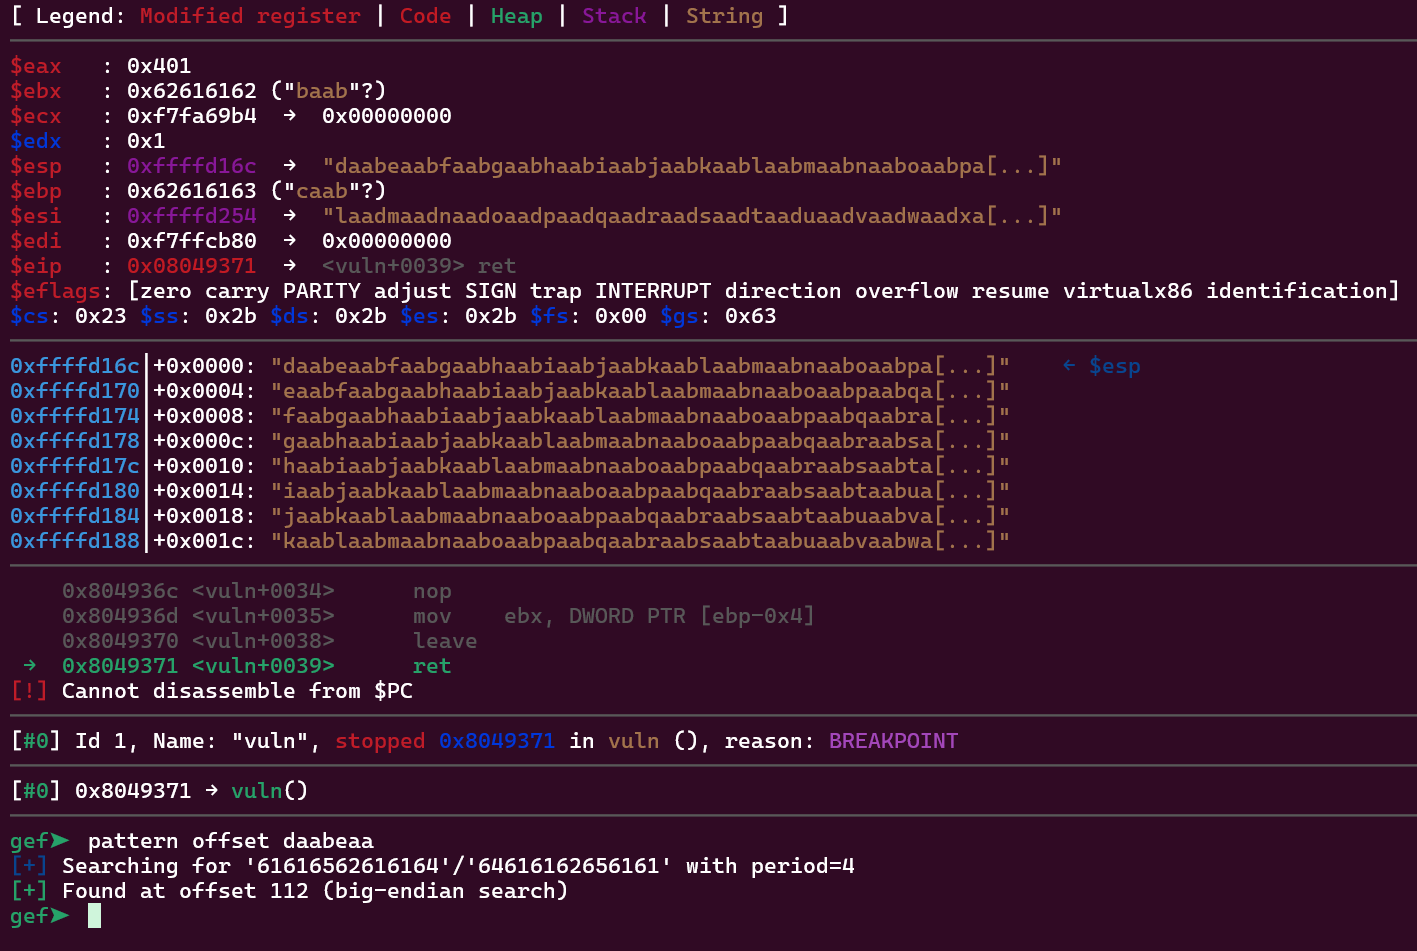 [ Legend: Modified register | Code | Heap | Stack | String ]
$eax   : 0x401
$ebx   : 0x62616162 ("baab"?)
$ecx   : 0xf7fa69b4  →  0x00000000
$edx   : 0x1
$esp   : 0xffffd16c  →  "daabeaabfaabgaabhaabiaabjaabkaablaabmaabnaaboaabpa[...]"
$ebp   : 0x62616163 ("caab"?)
$esi   : 0xffffd254  →  "laadmaadnaadoaadpaadqaadraadsaadtaaduaadvaadwaadxa[...]"
$edi   : 0xf7ffcb80  →  0x00000000
$eip   : 0x08049371  →  <vuln+0039> ret
$eflags: [zero carry PARITY adjust SIGN trap INTERRUPT direction overflow resume virtualx86 identification]
$cs: 0x23 $ss: 0x2b $ds: 0x2b $es: 0x2b $fs: 0x00 $gs: 0x63
0xffffd16c│+0x0000: "daabeaabfaabgaabhaabiaabjaabkaablaabmaabnaaboaabpa[...]"    ← $esp
0xffffd170│+0x0004: "eaabfaabgaabhaabiaabjaabkaablaabmaabnaaboaabpaabqa[...]"
0xffffd174│+0x0008: "faabgaabhaabiaabjaabkaablaabmaabnaaboaabpaabqaabra[...]"
0xffffd178│+0x000c: "gaabhaabiaabjaabkaablaabmaabnaaboaabpaabqaabraabsa[...]"
0xffffd17c│+0x0010: "haabiaabjaabkaablaabmaabnaaboaabpaabqaabraabsaabta[...]"
0xffffd180│+0x0014: "iaabjaabkaablaabmaabnaaboaabpaabqaabraabsaabtaabua[...]"
0xffffd184│+0x0018: "jaabkaablaabmaabnaaboaabpaabqaabraabsaabtaabuaabva[...]"
0xffffd188│+0x001c: "kaablaabmaabnaaboaabpaabqaabraabsaabtaabuaabvaabwa[...]"
0x804936c <vuln+0034>      nop
0x804936d <vuln+0035>      mov    ebx, DWORD PTR [ebp-0x4]
0x8049370 <vuln+0038>      leave
→  0x8049371 <vuln+0039>      ret
[!] Cannot disassemble from $PC
[#0] Id 1, Name: "vuln", stopped 0x8049371 in vuln (), reason: BREAKPOINT
[#0] 0x8049371 → vuln()
gef➤  pattern offset daabeaa
[+] Searching for '61616562616164'/'64616162656161' with period=4
[+] Found at offset 112 (big-endian search)
gef➤